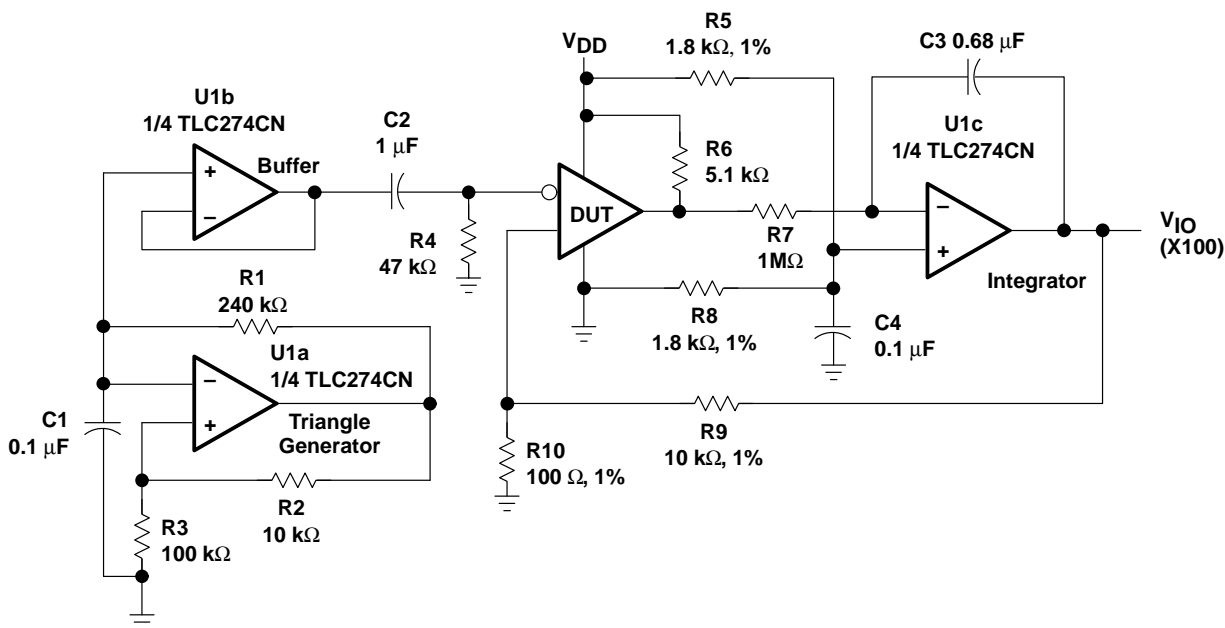 U1b
1/4 TLC274CN
Buffer
+
−
C2
1 µF
R4
47 kΩ
R1
240 kΩ
U1a
1/4 TLC274CN
−
+
Triangle
Generator
C1
0.1 µF
R2
10 kΩ
R3
100 kΩ
VDD
R5
1.8 kΩ, 1%
R6
5.1 kΩ
DUT
R7
1MΩ
R8
1.8 kΩ, 1%
C3 0.68 µF
U1c
1/4 TLC274CN
−
+
Integrator
VIO
(X100)
C4
0.1 µF
R9
10 kΩ, 1%
R10
100 Ω, 1%